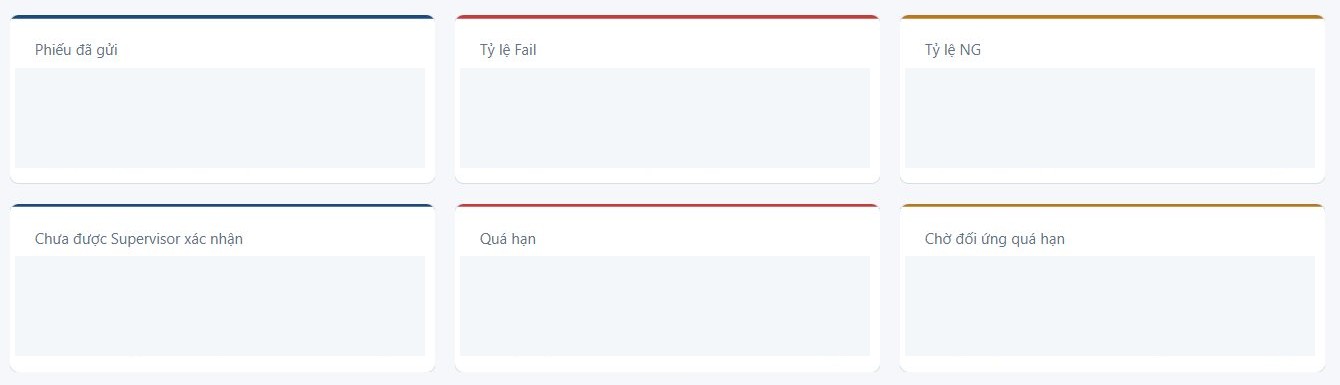 Phiếu đã gửi
Tỷ lệ Fail
Tỷ lệ NG
Chưa được Supervisor xác nhận
Quá hạn
Chờ đối ứng quá hạn